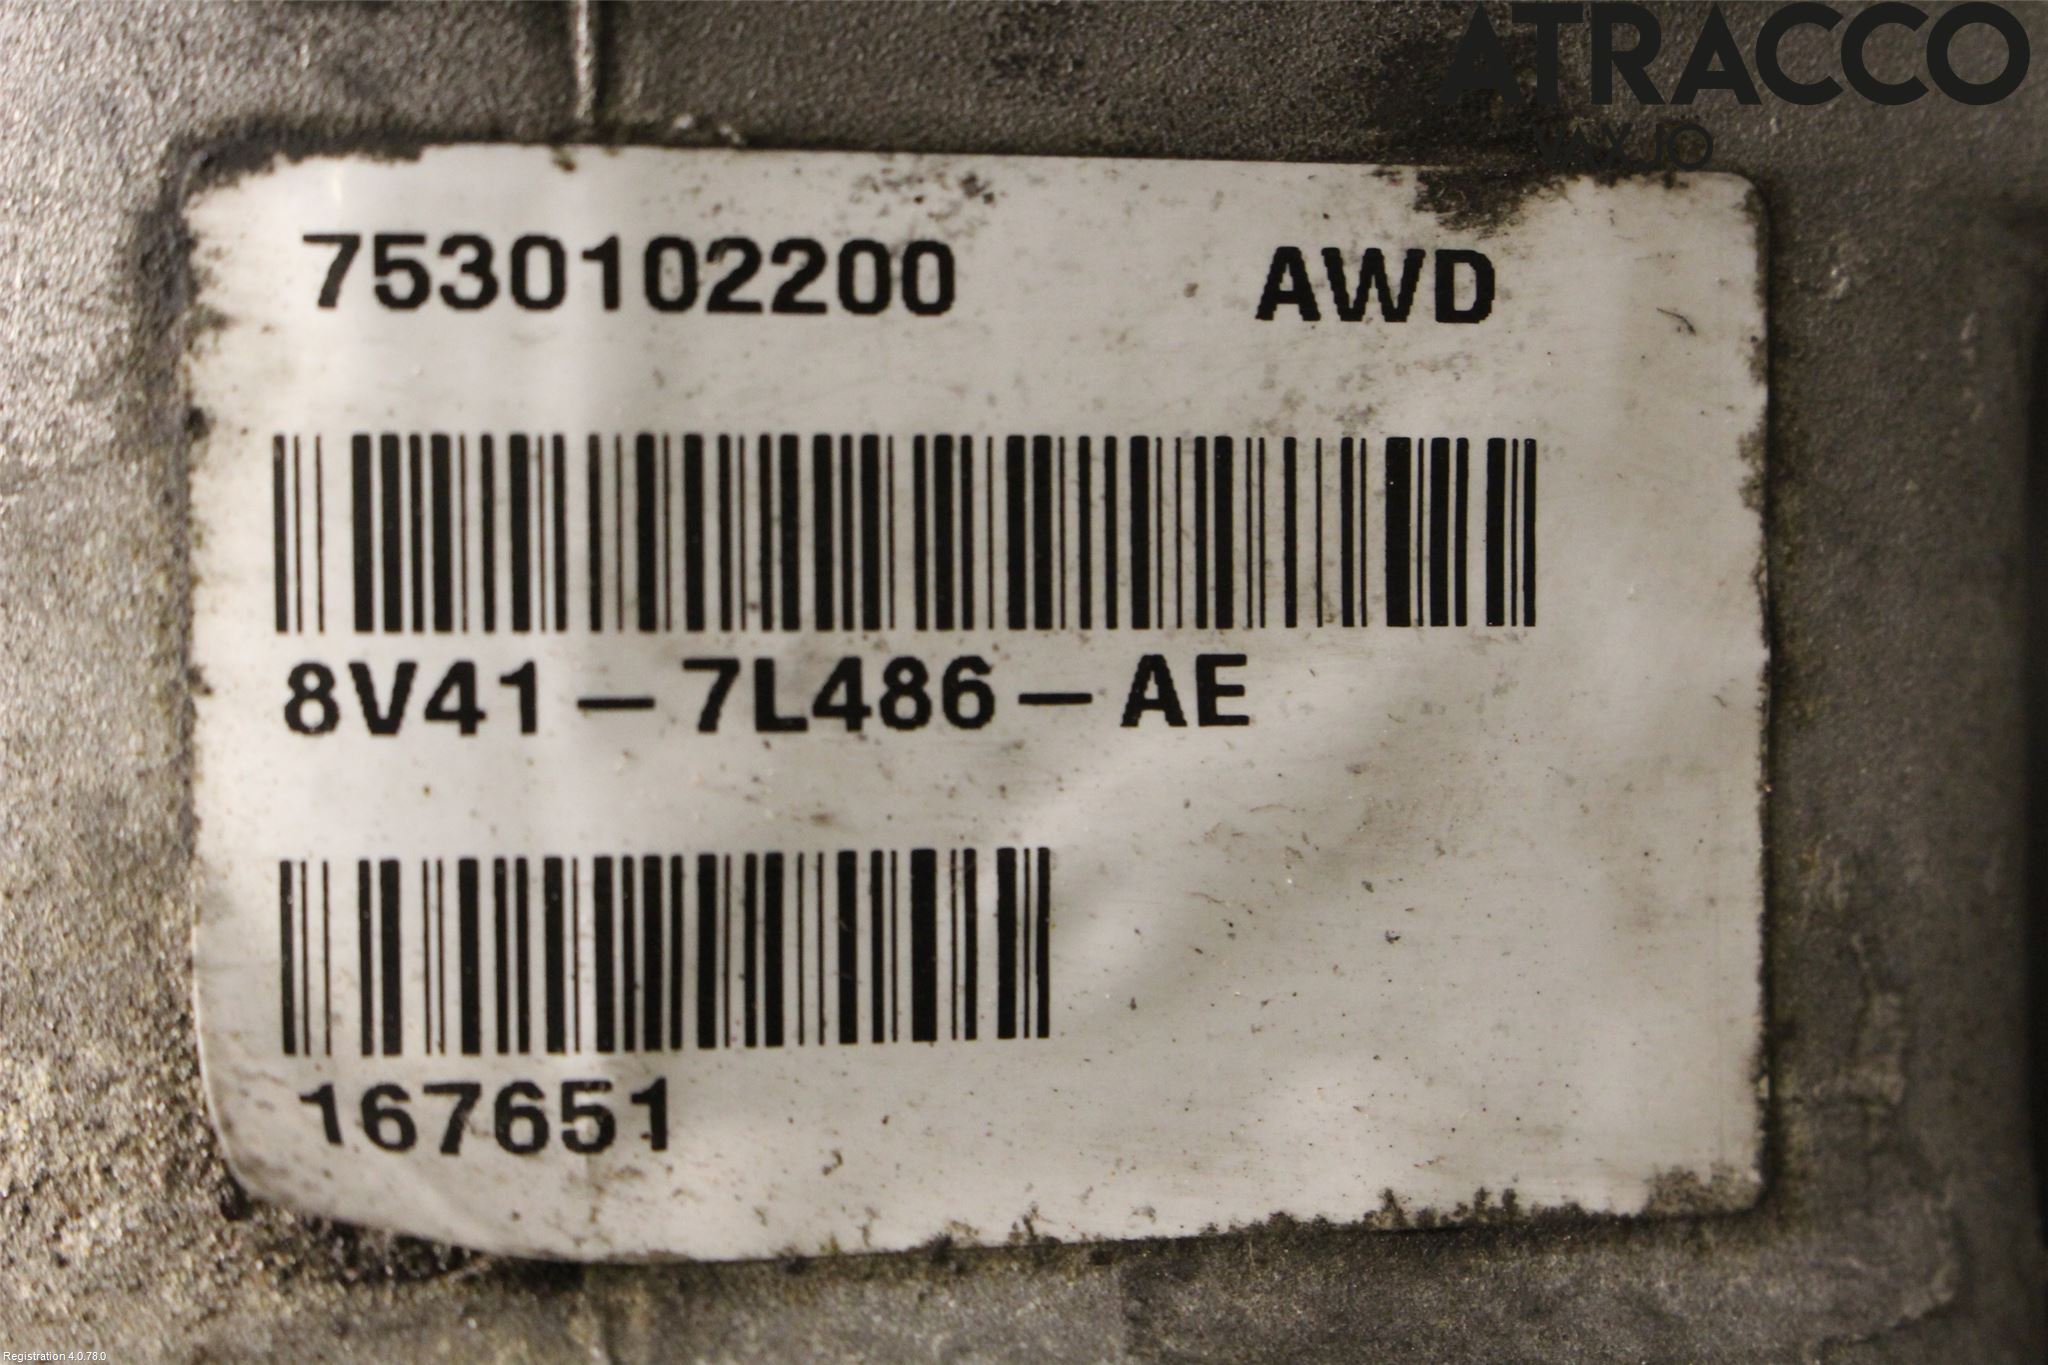 ATRACCO
VAXJO
7530102200 AWD
8V41-7L486-AE
167651
Registration 4.0.78.0